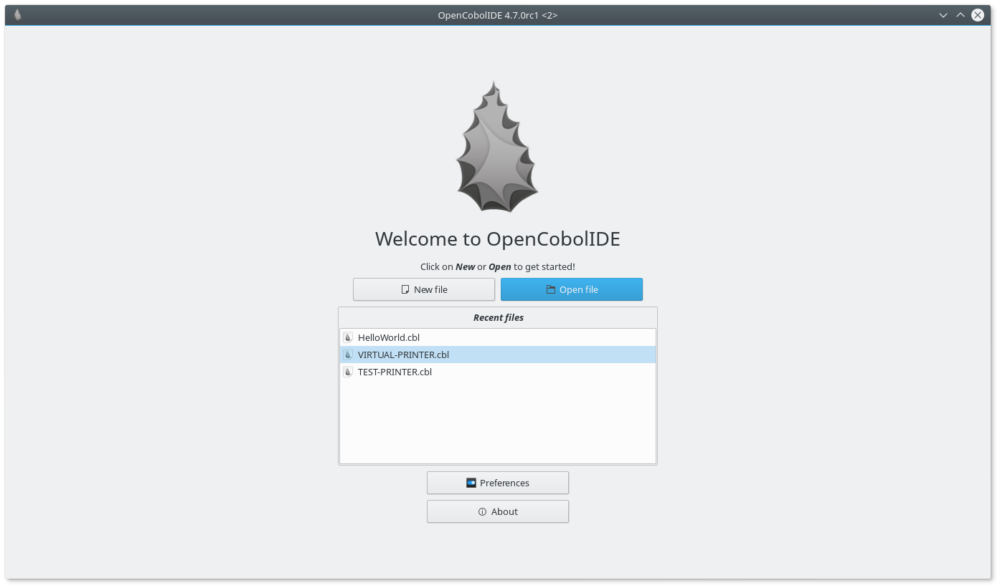 OpenCobolIDE 4.7.0rc1 <2>
Welcome to OpenCobolIDE
Click on New or Open to get started!
New file
Open file
Recent files
HelloWorld.cbl
VIRTUAL-PRINTER.cbl
TEST-PRINTER.cbl
Preferences
About